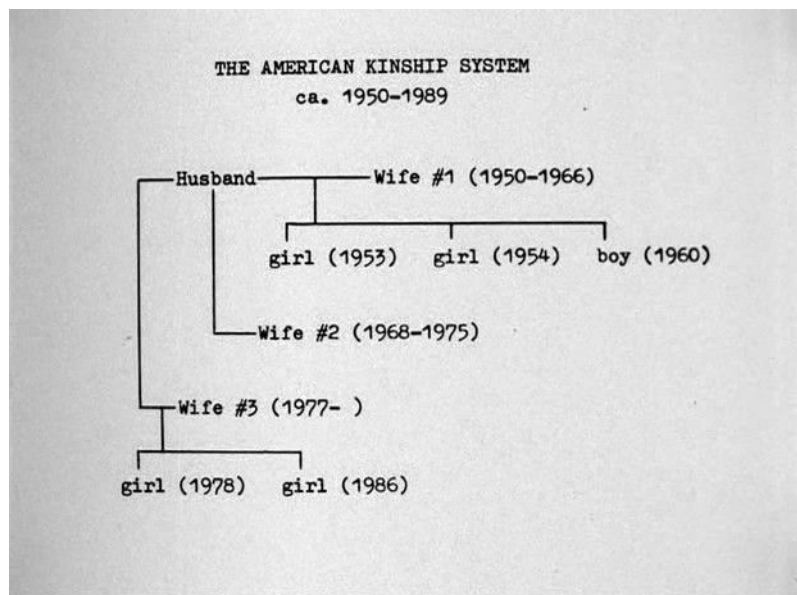 THE AMERICAN KINSHIP SYSTEM
ca. 1950-1989
Husband Wife #1 (1950-1966)
girl (1953) girl (1954) boy (1960)
Wife #2 (1968-1975)
Wife #3 (1977- )
girl (1978) girl (1986)